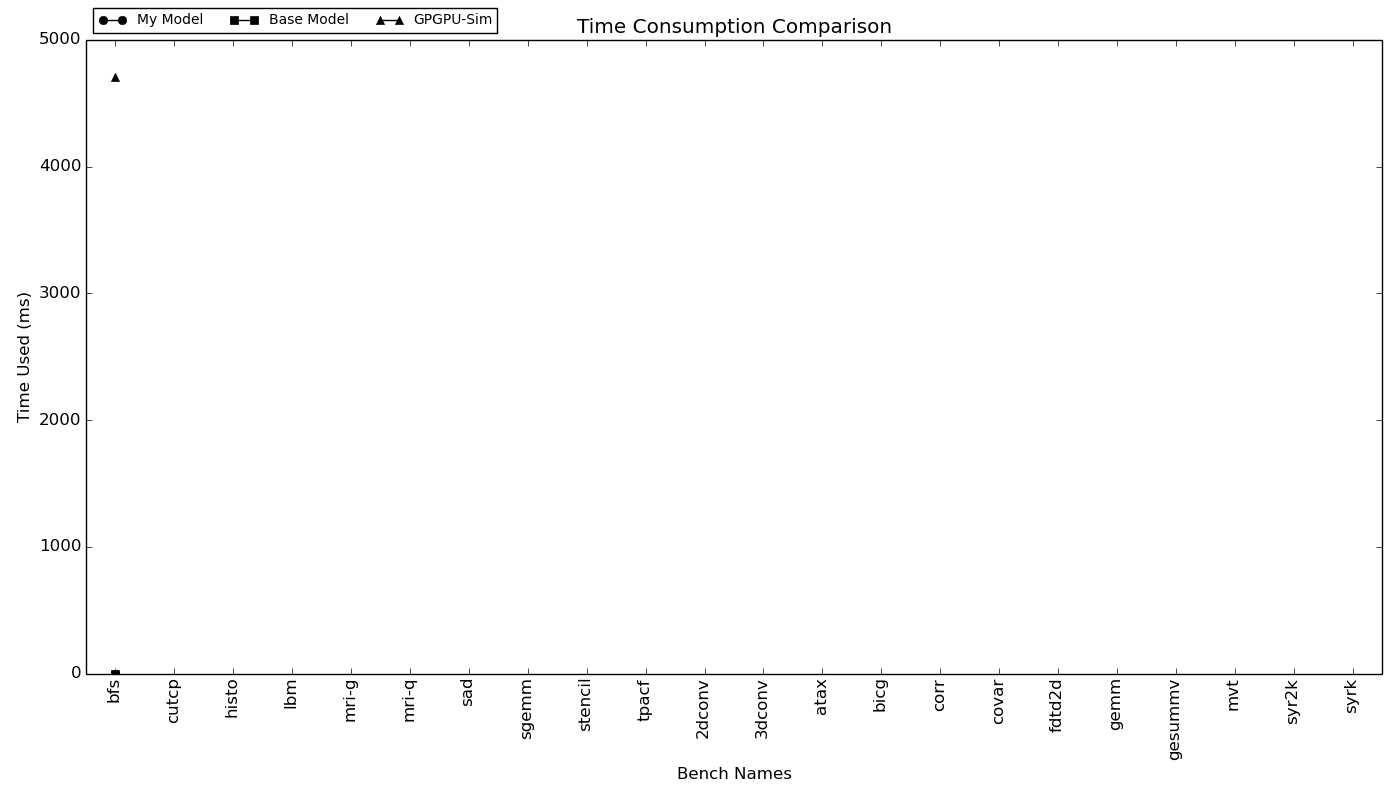 My Model Base Model GPGPU-Sim
Time Consumption Comparison
5000
4000
3000
2000
1000
0
Time Used (ms)
bfs
cutcp
histo
lbm
mri-g
mri-q
sad
sgemm
stencil
tpacf
2dconv
3dconv
atax
bicg
corr
covar
fdtd2d
gemm
gesummv
mvt
syr2k
syrk
Bench Names